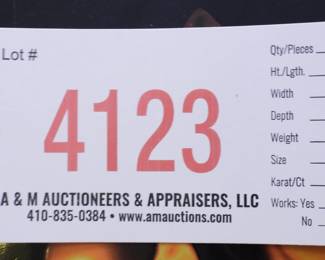 Lot #
4123
A & M AUCTIONEERS & APPRAISERS, LLC
410-835-0384 • www.amauctions.com
Qty/Pieces
Ht./Lgth.
Width
Depth
Weight
Size
Karat/Ct
Works: Yes
No